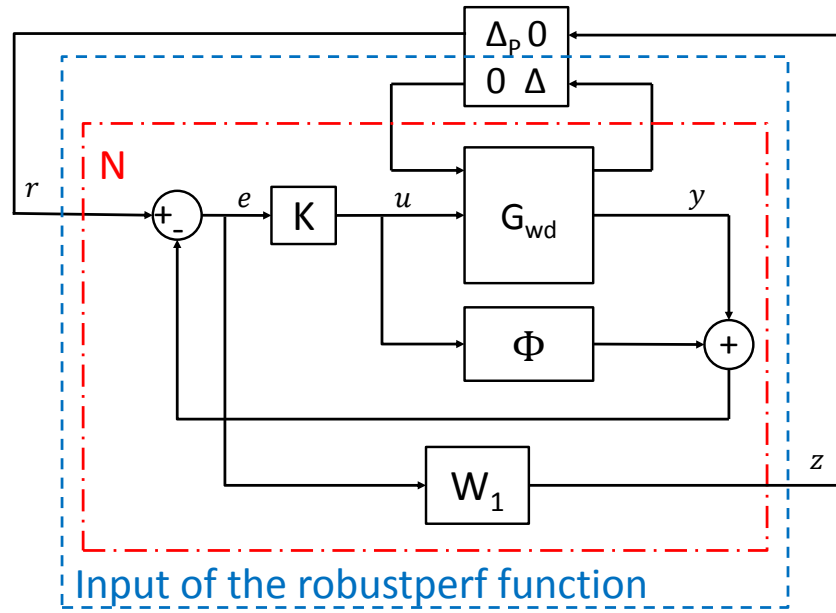 Δ_P 0
0 Δ
N
r
+
-
e
K
u
G_wd
y
Φ
+
W_1
z
Input of the robustperf function